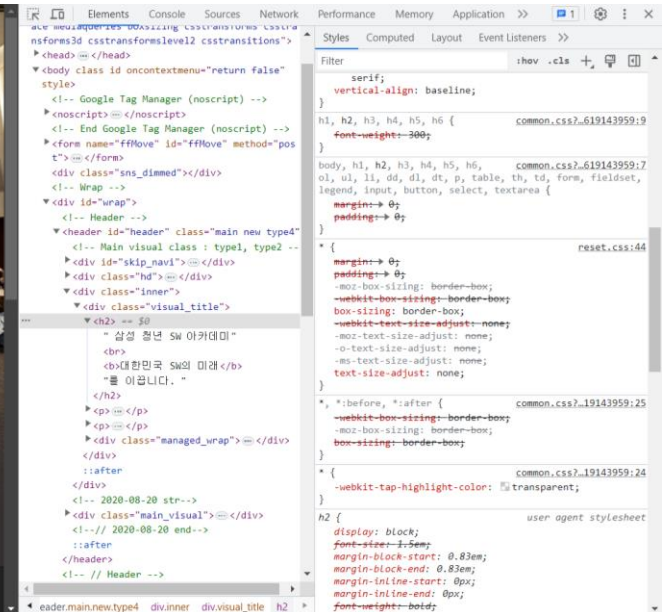 Elements Console Sources Network Performance Memory Application 1
ace mediaqueries boxsizing csstransforms csstra
nsforms3d csstransformslevel2 csstransitions">
<head> … </head>
<body class id oncontextmenu="return false"
style>
<!-- Google Tag Manager (noscript) -->
<noscript> … </noscript>
<!-- End Google Tag Manager (noscript) -->
<form name="ffMove" id="ffMove" method="pos
t"> … </form>
<div class="sns_dimmed"></div>
<!-- Wrap -->
<div id="wrap">
<!-- Header -->
<header id="header" class="main new type4"
<!-- Main visual class : type1, type2 --
<div id="skip_navi"> … </div>
<div class="hd"> … </div>
<div class="inner">
<div class="visual_title">
… <h2> == $0
" 삼성 청년 SW 아카데미"
<br>
<b>대한민국 SW의 미래</b>
"를 이끕니다. "
</h2>
<p> … </p>
<p> … </p>
<div class="managed_wrap"> … </div>
</div>
::after
</div>
<!-- 2020-08-20 str-->
<div class="main_visual"> … </div>
<!--// 2020-08-20 end-->
::after
</header>
<!-- // Header -->
eader.main.new.type4 div.inner div.visual_title h2
Styles Computed Layout Event Listeners
Filter :hov .cls
serif;
vertical-align: baseline;
}
h1, h2, h3, h4, h5, h6 { common.css?…619143959:9
font-weight: 300;
}
body, h1, h2, h3, h4, h5, h6, common.css?…619143959:7
ol, ul, li, dd, dl, dt, p, table, th, td, form, fieldset,
legend, input, button, select, textarea {
margin: 0;
padding: 0;
}
* { reset.css:44
margin: 0;
padding: 0;
-moz-box-sizing: border-box;
-webkit-box-sizing: border-box;
box-sizing: border-box;
-webkit-text-size-adjust: none;
-moz-text-size-adjust: none;
-o-text-size-adjust: none;
-ms-text-size-adjust: none;
text-size-adjust: none;
}
*, *:before, *:after { common.css?…19143959:25
-webkit-box-sizing: border-box;
-moz-box-sizing: border-box;
box-sizing: border-box;
}
* { common.css?…19143959:24
-webkit-tap-highlight-color: transparent;
}
h2 { user agent stylesheet
display: block;
font-size: 1.5em;
margin-block-start: 0.83em;
margin-block-end: 0.83em;
margin-inline-start: 0px;
margin-inline-end: 0px;
font-weight: bold;